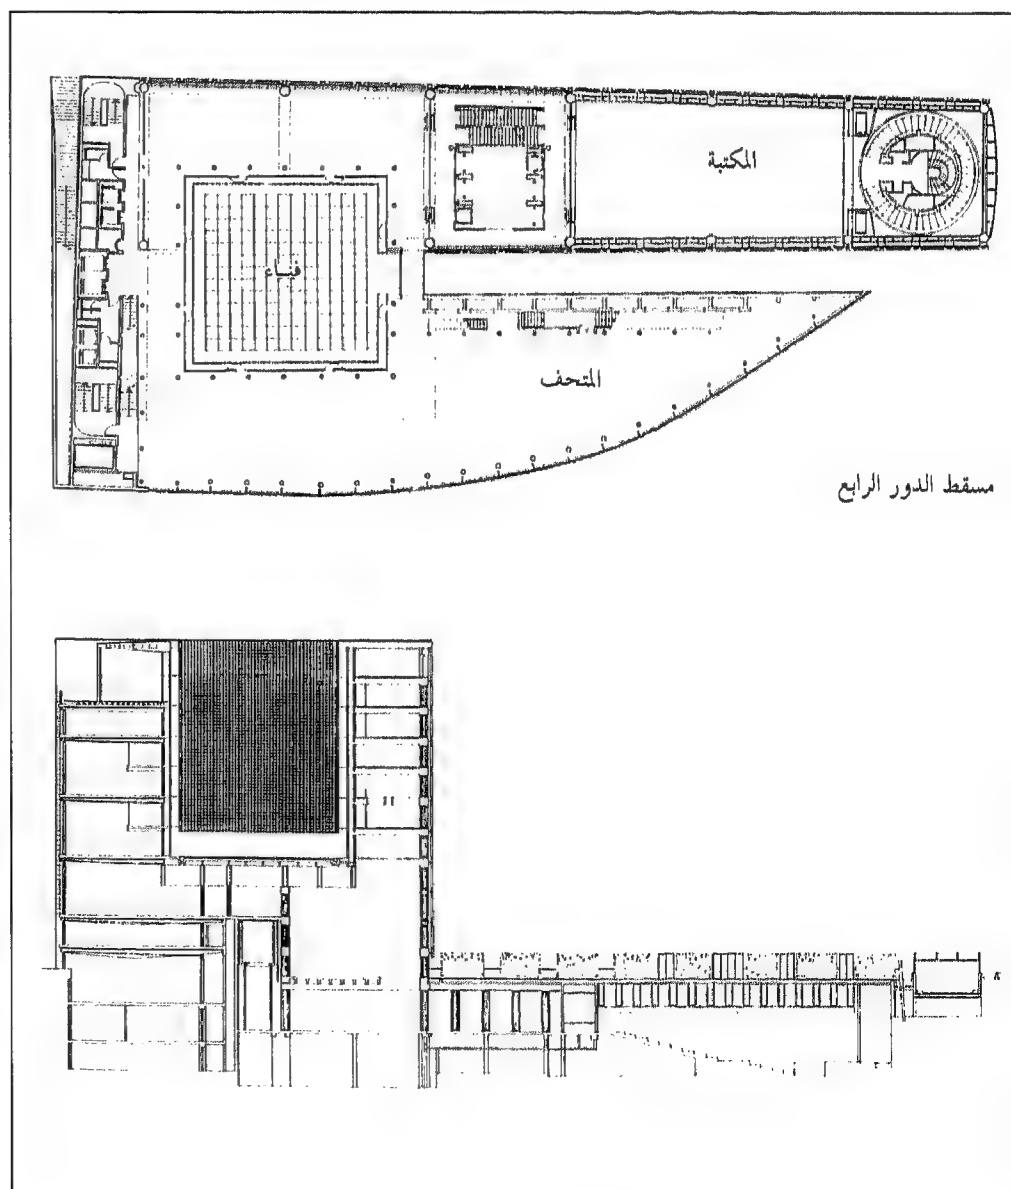 المكتبة
فناء
المتحف
مسقط الدور الرابع